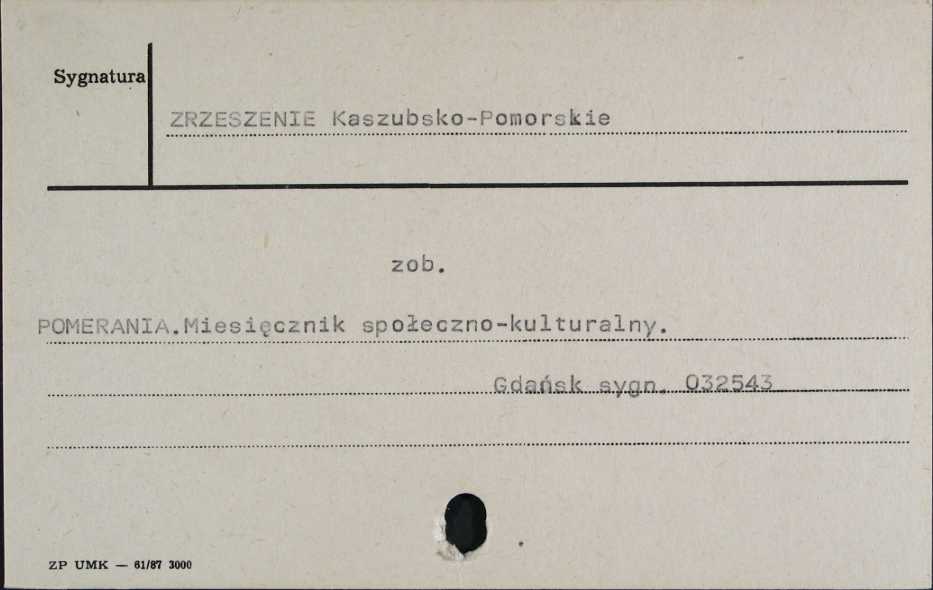 Sygnatura
ZRZESZENIE Kaszubsko-Pomorskie
zob.
POMERANIA.Miesięcznik społeczno-kulturalny.
Gdańsk sygn. 032543
ZP UMK — 61/87 3000